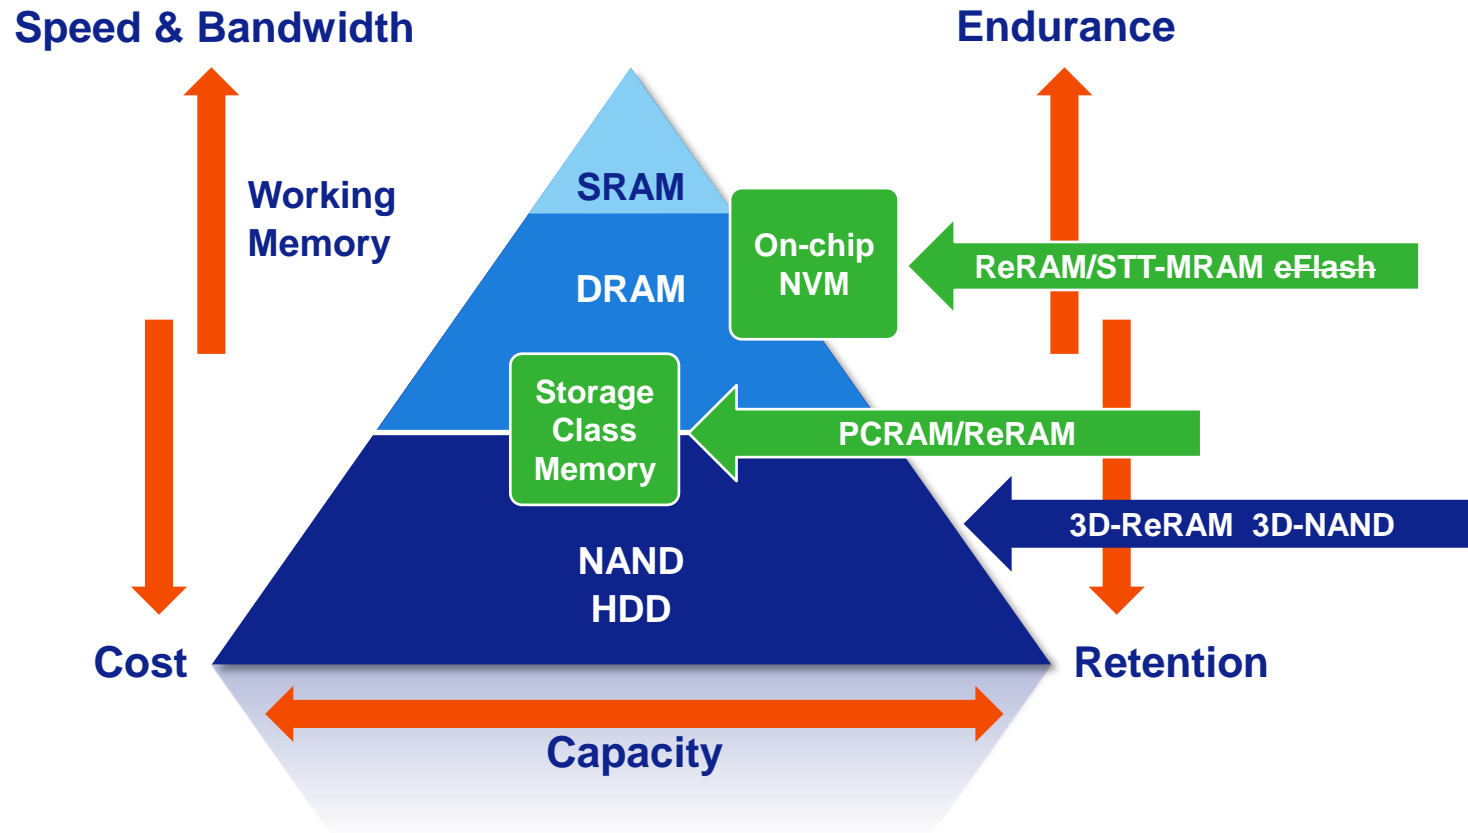 Speed & Bandwidth
Endurance
Working
Memory
SRAM
On-chip
NVM
ReRAM/STT-MRAM eFlash
DRAM
Storage
Class
Memory
PCRAM/ReRAM
3D-ReRAM 3D-NAND
NAND
HDD
Cost
Retention
Capacity